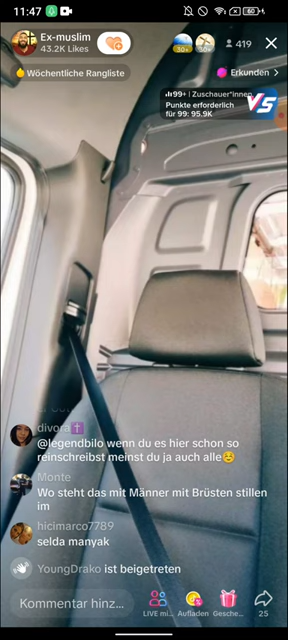 11:47
Ex-muslim
43.2K Likes
30+
20+
419
Wöchentliche Rangliste
Erkunden >
99+ | Zuschauer*innen
Punkte erforderlich
für 99: 95.9K
VS
divora✝️
@legendbilo wenn du es hier schon so
reinschreibst meinst du ja auch alle☺️
Monte
Wo steht das mit Männer mit Brüsten stillen
im
hicimarco7789
selda manyak
YoungDrako ist beigetreten
Kommentar hinz...
LIVE mi...
Aufladen
Gesche...
25